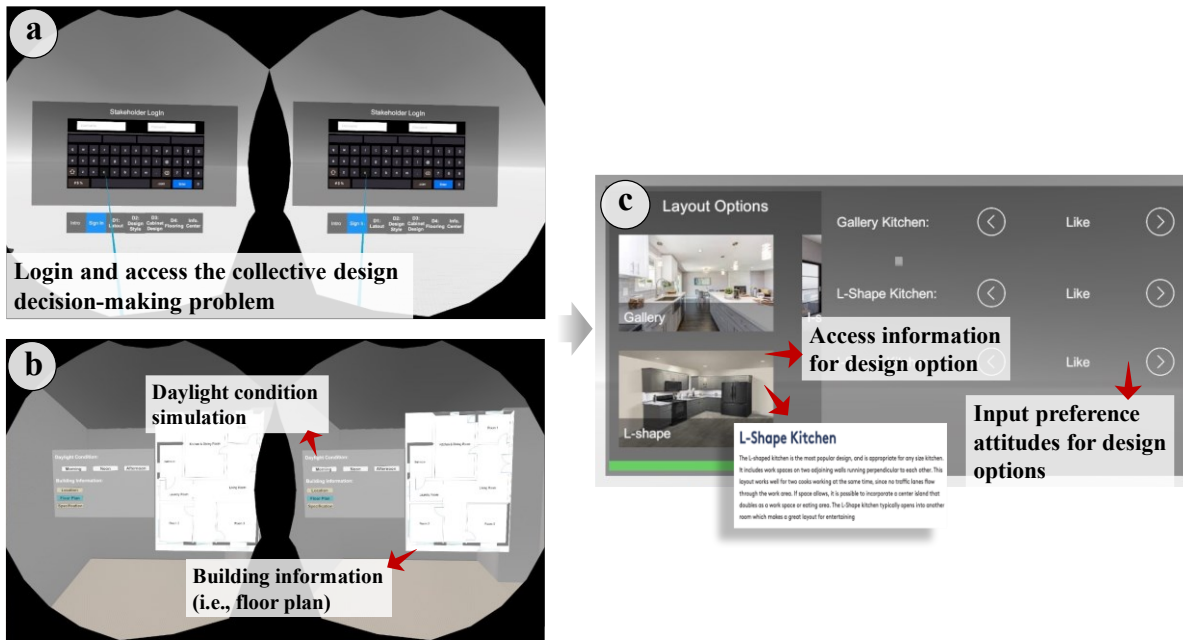 a
Stakeholder LogIn
Stakeholder LogIn
Intro
Sign In
D1:
Layout
D2:
Design
Style
D3:
Cabinet
Design
D4:
Flooring
Info.
Center
Intro
Sign In
D1:
Layout
D2:
Design
Style
D3:
Cabinet
Design
D4:
Flooring
Info.
Center
Login and access the collective design
decision-making problem
b
Daylight condition
simulation
Daylight Condition:
Morning Noon Afternoon
Building Information:
Location
Floor Plan
Specification
Daylight Condition:
Morning Noon Afternoon
Building Information:
Location
Floor Plan
Specification
Building information
(i.e., floor plan)
c
Layout Options
Gallery
L-shape
Gallery Kitchen:
Like
L-Shape Kitchen:
Like
Like
Access information
for design option
Input preference
attitudes for design
options
L-Shape Kitchen
The L-shaped kitchen is the most popular design, and is appropriate for any size kitchen.
It includes work spaces on two adjoining walls running perpendicular to each other. This
layout works well for two cooks working at the same time, since no traffic lanes flow
through the work area. If space allows, it is possible to incorporate a center island that
doubles as a work space or eating area. The L-Shape kitchen typically opens into another
room which makes a great layout for entertaining